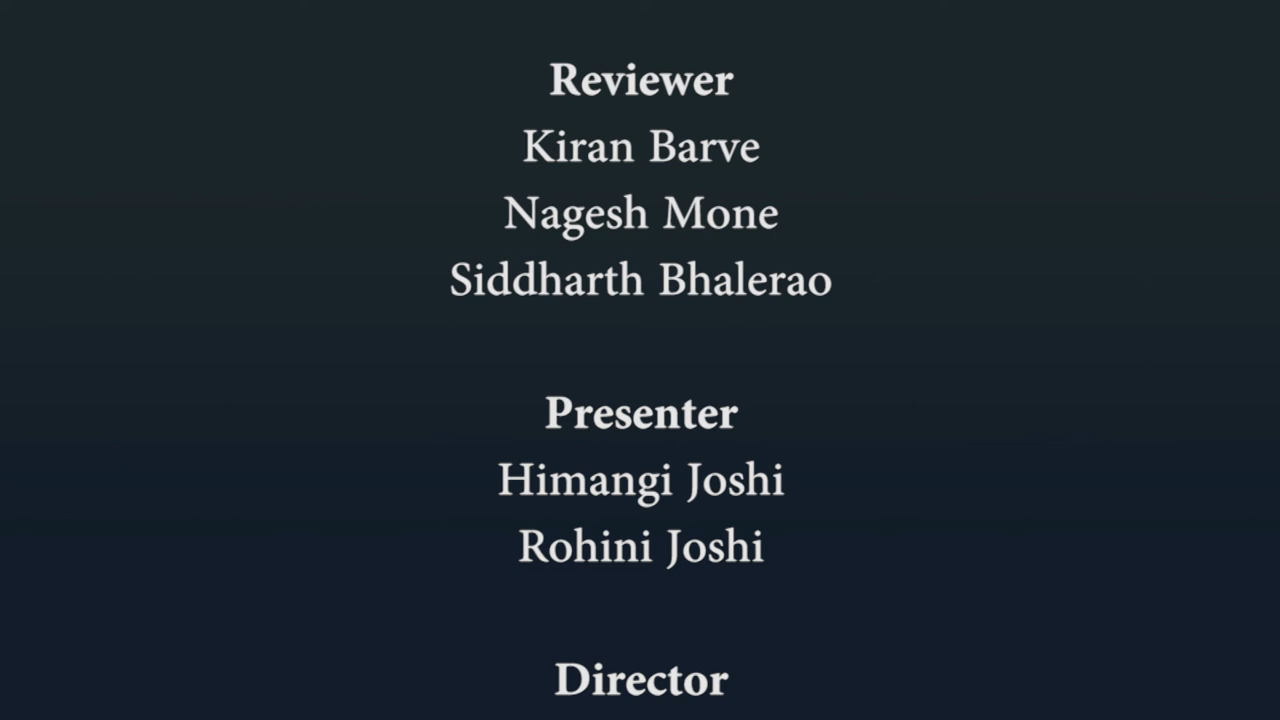 Reviewer
Kiran Barve
Nagesh Mone
Siddharth Bhalerao
Presenter
Himangi Joshi
Rohini Joshi
Director